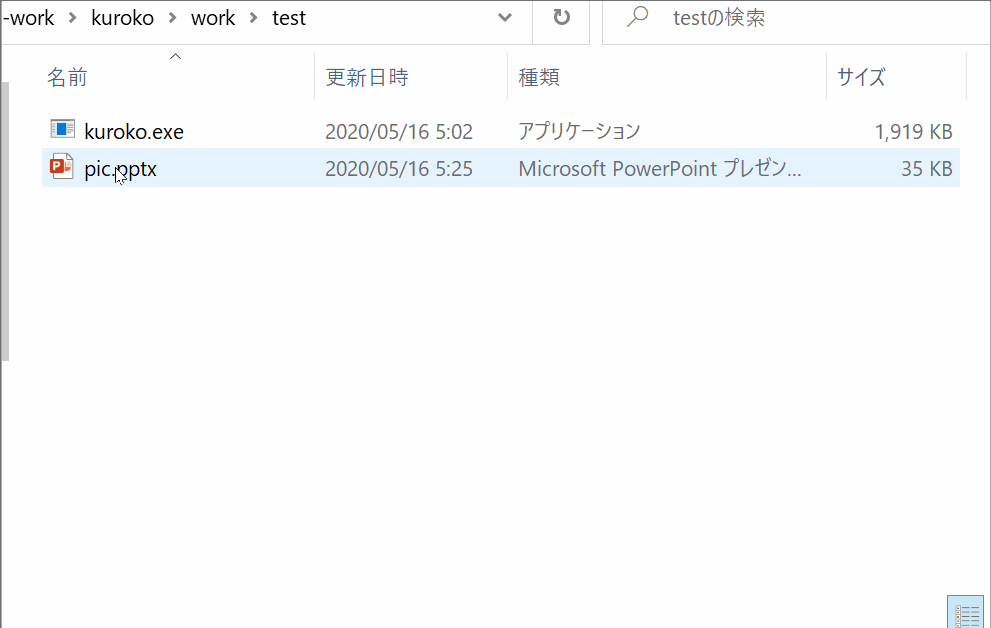 -work > kuroko > work > test testの検索
名前 更新日時 種類 サイズ
kuroko.exe 2020/05/16 5:02 アプリケーション 1,919 KB
pic.pptx 2020/05/16 5:25 Microsoft PowerPoint プレゼン... 35 KB